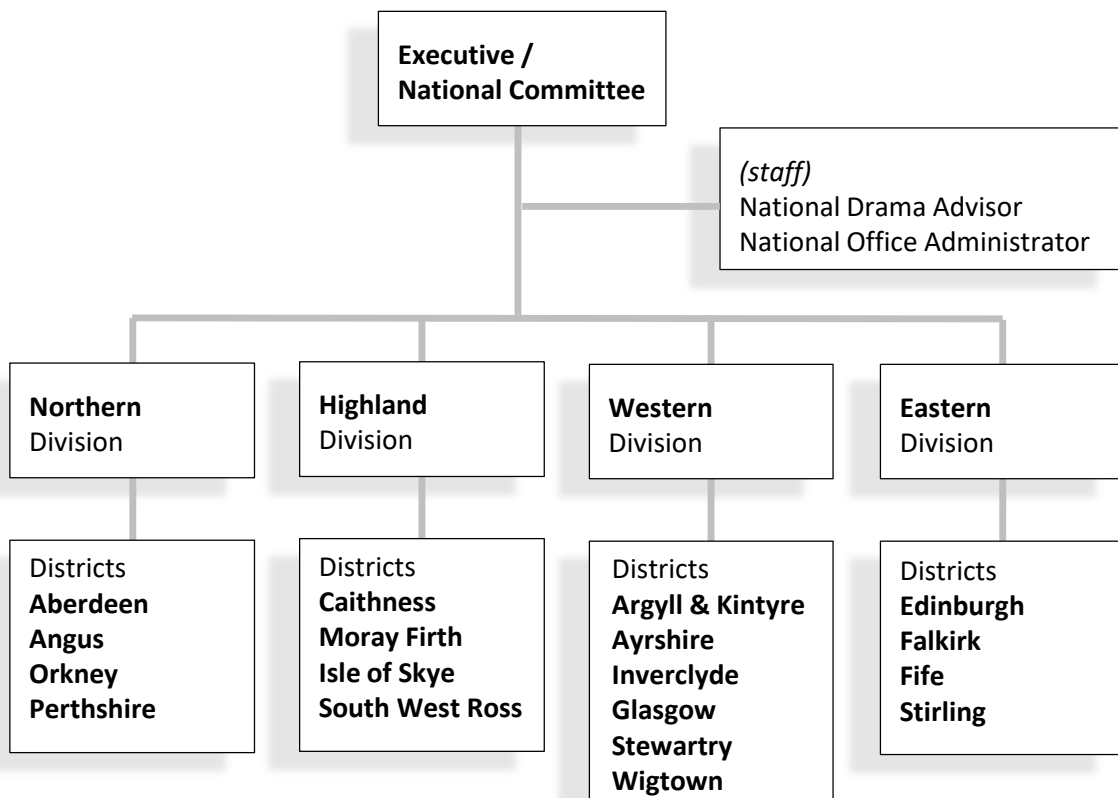 Executive /
National Committee
(staff)
National Drama Advisor
National Office Administrator
Northern
Division
Highland
Division
Western
Division
Eastern
Division
Districts
Aberdeen
Angus
Orkney
Perthshire
Districts
Caithness
Moray Firth
Isle of Skye
South West Ross
Districts
Argyll & Kintyre
Ayrshire
Inverclyde
Glasgow
Stewartry
Wigtown
Districts
Edinburgh
Falkirk
Fife
Stirling